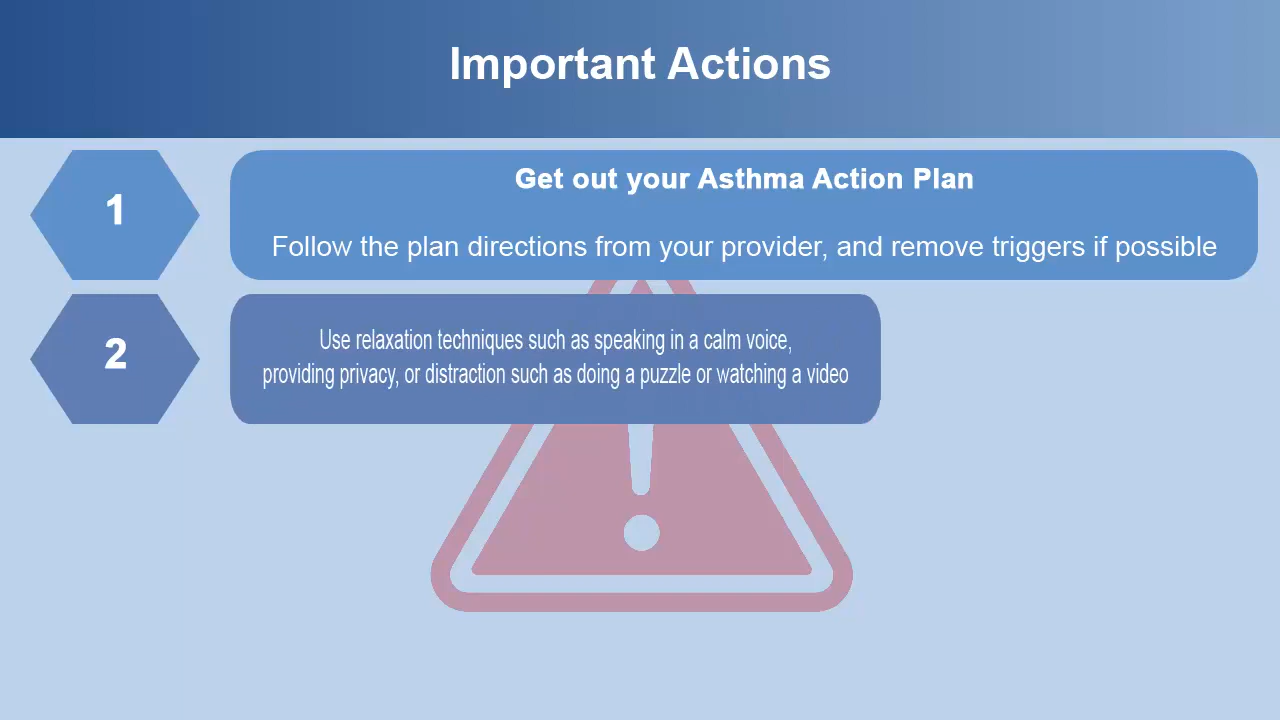 Important Actions
1
Get out your Asthma Action Plan
Follow the plan directions from your provider, and remove triggers if possible
2
Use relaxation techniques such as speaking in a calm voice,
providing privacy, or distraction such as doing a puzzle or watching a video